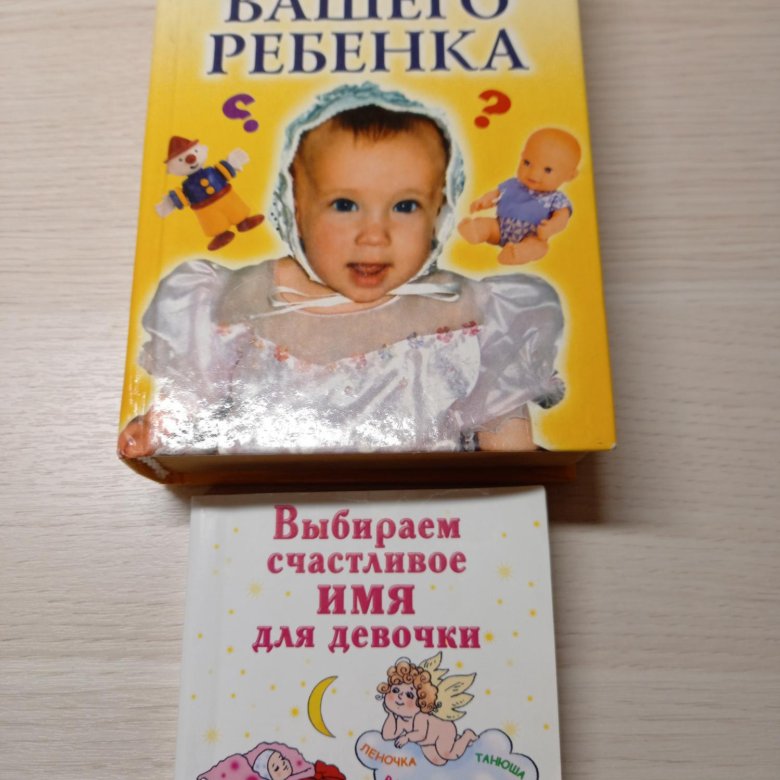 ВАШЕГО
РЕБЕНКА
? ?
Выбираем
счастливое
ИМЯ
для девочки
ЛЕНОЧКА
ТАНЮША